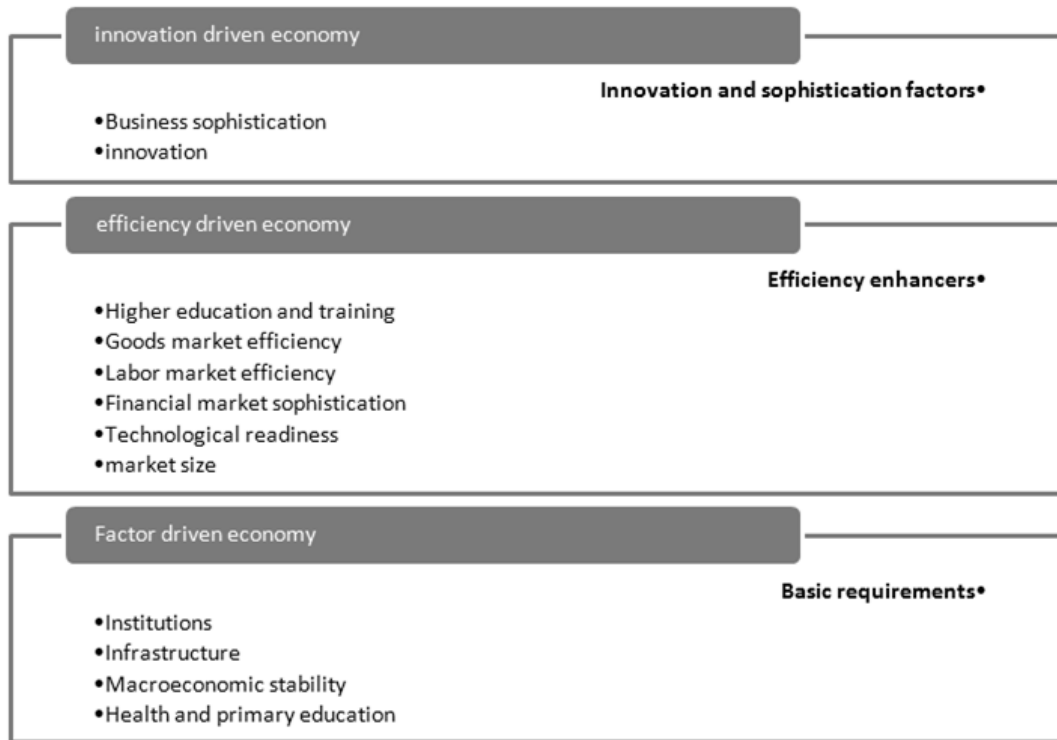 innovation driven economy
Innovation and sophistication factors•
•Business sophistication
•innovation
efficiency driven economy
Efficiency enhancers•
•Higher education and training
•Goods market efficiency
•Labor market efficiency
•Financial market sophistication
•Technological readiness
•market size
Factor driven economy
Basic requirements•
•Institutions
•Infrastructure
•Macroeconomic stability
•Health and primary education